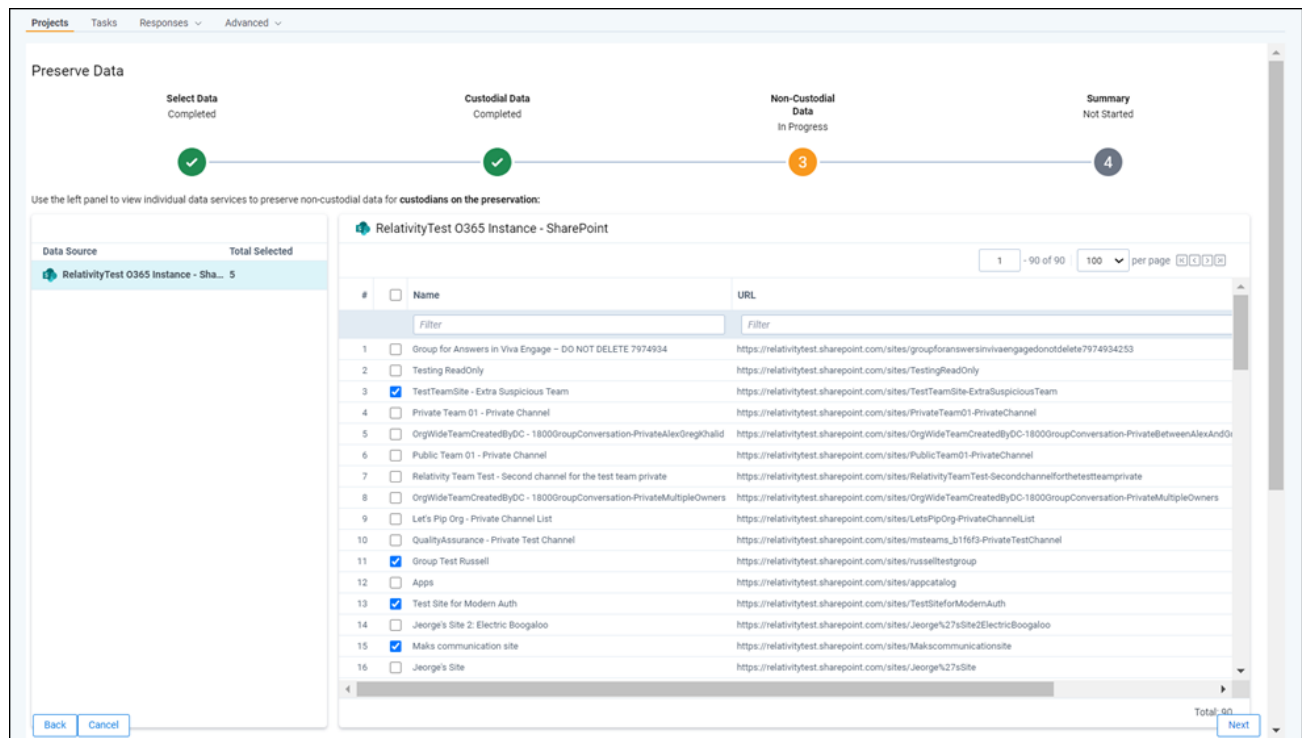 Projects Tasks Responses Advanced
Preserve Data
Select Data
Completed
Custodial Data
Completed
Non-Custodial
Data
In Progress
Summary
Not Started
3
4
Use the left panel to view individual data services to preserve non-custodial data for custodians on the preservation:
Data Source Total Selected
RelativityTest O365 Instance - Sha... 5
RelativityTest O365 Instance - SharePoint
1 - 90 of 90 100 per page
# Name URL
Filter Filter
1 Group for Answers in Viva Engage – DO NOT DELETE 7974934 https://relativitytest.sharepoint.com/sites/groupforanswersinvivaengagedonotdelete7974934253
2 Testing ReadOnly https://relativitytest.sharepoint.com/sites/TestingReadOnly
3 TestTeamSite - Extra Suspicious Team https://relativitytest.sharepoint.com/sites/TestTeamSite-ExtraSuspiciousTeam
4 Private Team 01 - Private Channel https://relativitytest.sharepoint.com/sites/PrivateTeam01-PrivateChannel
5 OrgWideTeamCreatedByDC - 1800GroupConversation-PrivateAlexGregKhalid https://relativitytest.sharepoint.com/sites/OrgWideTeamCreatedByDC-1800GroupConversation-PrivateBetweenAlexAndGr
6 Public Team 01 - Private Channel https://relativitytest.sharepoint.com/sites/PublicTeam01-PrivateChannel
7 Relativity Team Test - Second channel for the test team private https://relativitytest.sharepoint.com/sites/RelativityTeamTest-Secondchannelforthetestteamprivate
8 OrgWideTeamCreatedByDC - 1800GroupConversation-PrivateMultipleOwners https://relativitytest.sharepoint.com/sites/OrgWideTeamCreatedByDC-1800GroupConversation-PrivateMultipleOwners
9 Let's Pip Org - Private Channel List https://relativitytest.sharepoint.com/sites/LetsPipOrg-PrivateChannelList
10 QualityAssurance - Private Test Channel https://relativitytest.sharepoint.com/sites/msteams_b1f6f3-PrivateTestChannel
11 Group Test Russell https://relativitytest.sharepoint.com/sites/russelltestgroup
12 Apps https://relativitytest.sharepoint.com/sites/appcatalog
13 Test Site for Modern Auth https://relativitytest.sharepoint.com/sites/TestSiteforModernAuth
14 Jeorge's Site 2: Electric Boogaloo https://relativitytest.sharepoint.com/sites/Jeorge%27sSite2ElectricBoogaloo
15 Maks communication site https://relativitytest.sharepoint.com/sites/Makscommunicationsite
16 Jeorge's Site https://relativitytest.sharepoint.com/sites/Jeorge%27sSite
Total: 90
Back Cancel Next